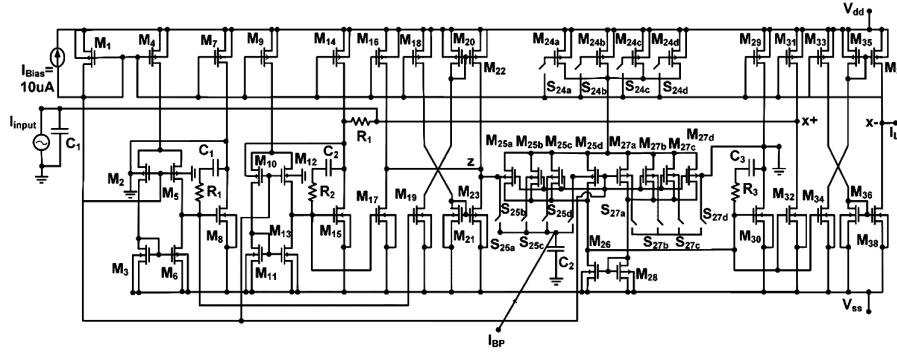 Vdd
M1
M4
M7
M9
M14
M16
M18
M20
M22
M24a
M24b
M24c
M24d
M29
M31
M33
M35
IBias=
10uA
S24a
S24b
S24c
S24d
Iinput
C1
R1
x+
x-
M2
M5
C1
R1
M8
M10
M12
C2
R2
M13
M15
M17
M19
z
M23
M21
M25a
M25b
M25c
M25d
M27a
M27b
M27c
M27d
S25b
S25d
S25a
S25c
S27a
S27b
S27c
S27d
C2
C3
R3
M30
M32
M34
M36
M38
M3
M6
M11
M26
M28
Vss
IBP